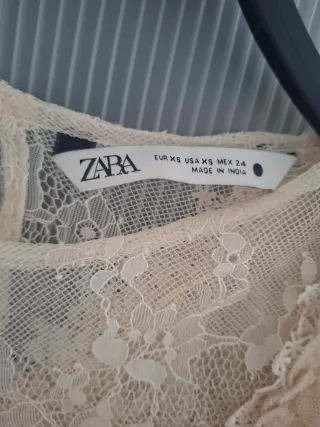 ZARA
EUR XS USA XS MEX 24
MADE IN INDIA